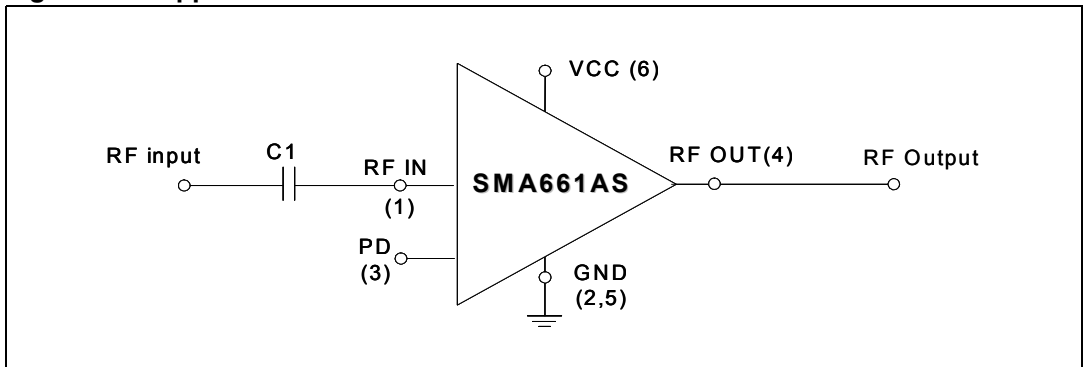 VCC (6)
RF input
C1
RF IN
(1)
SMA661AS
RF OUT(4)
RF Output
PD
(3)
GND
(2,5)